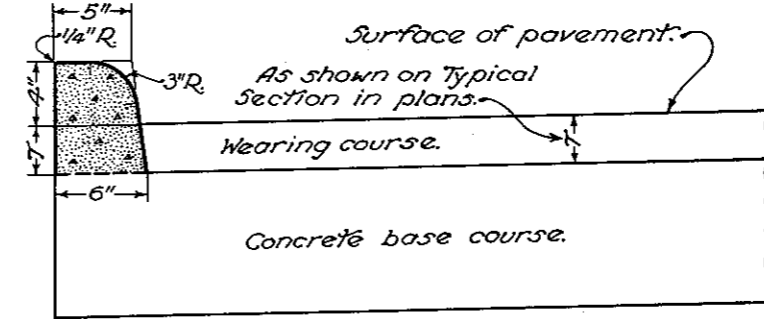 5"
1/4" R.
3"R.
4"
T
6"
Surface of pavement.
As shown on Typical
Section in plans.
Wearing course.
T
Concrete base course.